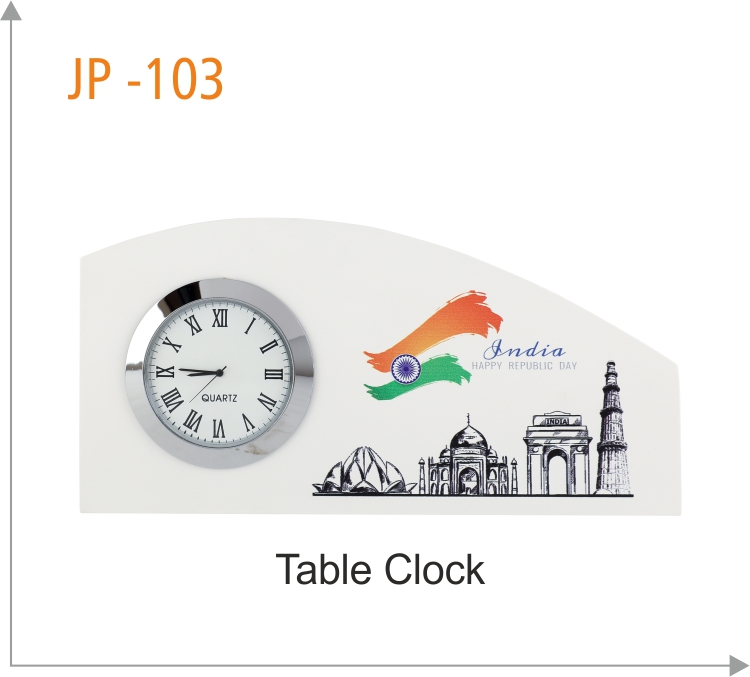 JP -103
XII
I
II
III
IIII
V
VI
VII
VIII
IX
X
XI
QUARTZ
India
HAPPY REPUBLIC DAY
INDIA
Table Clock